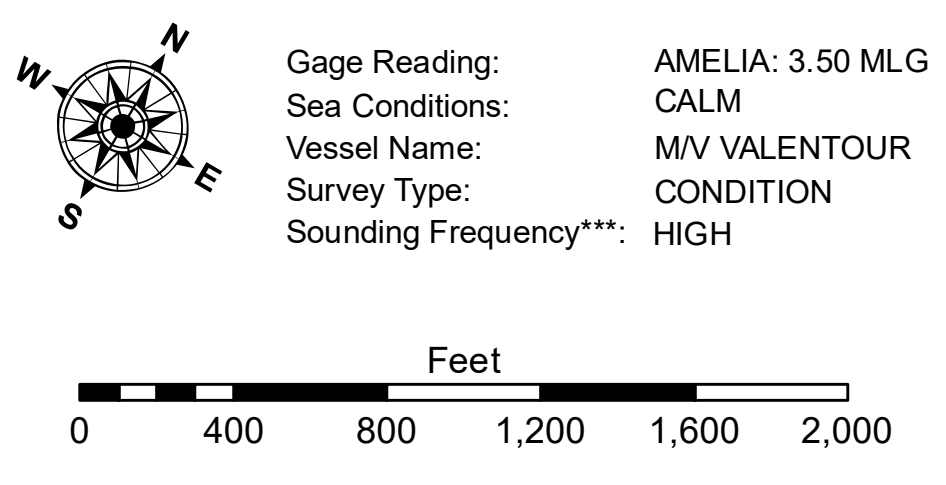 N
W
E
S
Gage Reading: AMELIA: 3.50 MLG
Sea Conditions: CALM
Vessel Name: M/V VALENTOUR
Survey Type: CONDITION
Sounding Frequency***: HIGH
Feet
0 400 800 1,200 1,600 2,000